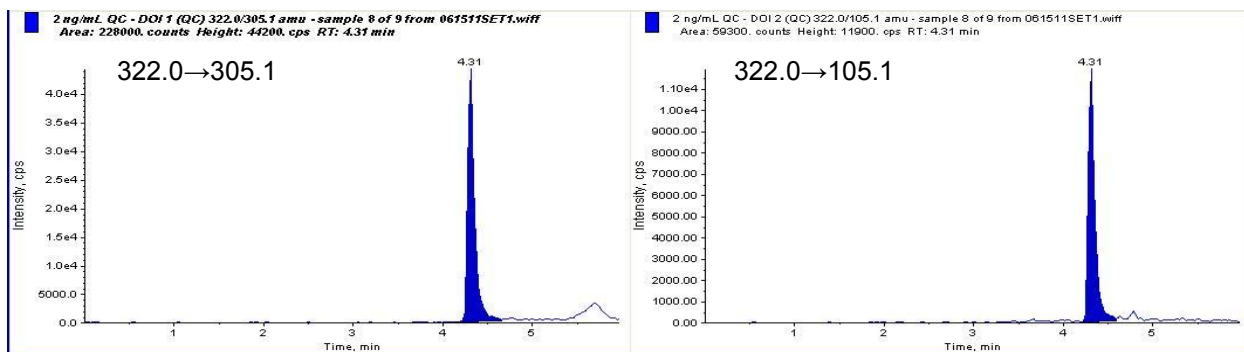 2 ng/mL QC - DOI 1 (QC) 322.0/305.1 amu - sample 8 of 9 from 061511SET1.wiff
Area: 228000. counts Height: 44200. cps RT: 4.31 min
322.0→305.1
4.31
4.0e4
3.0e4
2.0e4
1.0e4
5000.0
0.0
Intensity, cps
1 2 3 4 5
Time, min
2 ng/mL QC - DOI 2 (QC) 322.0/105.1 amu - sample 8 of 9 from 061511SET1.wiff
Area: 59300. counts Height: 11900. cps RT: 4.31 min
322.0→105.1
4.31
1.10e4
1.00e4
9000.00
8000.00
7000.00
6000.00
5000.00
4000.00
3000.00
2000.00
1000.00
0.00
Intensity, cps
1 2 3 4 5
Time, min